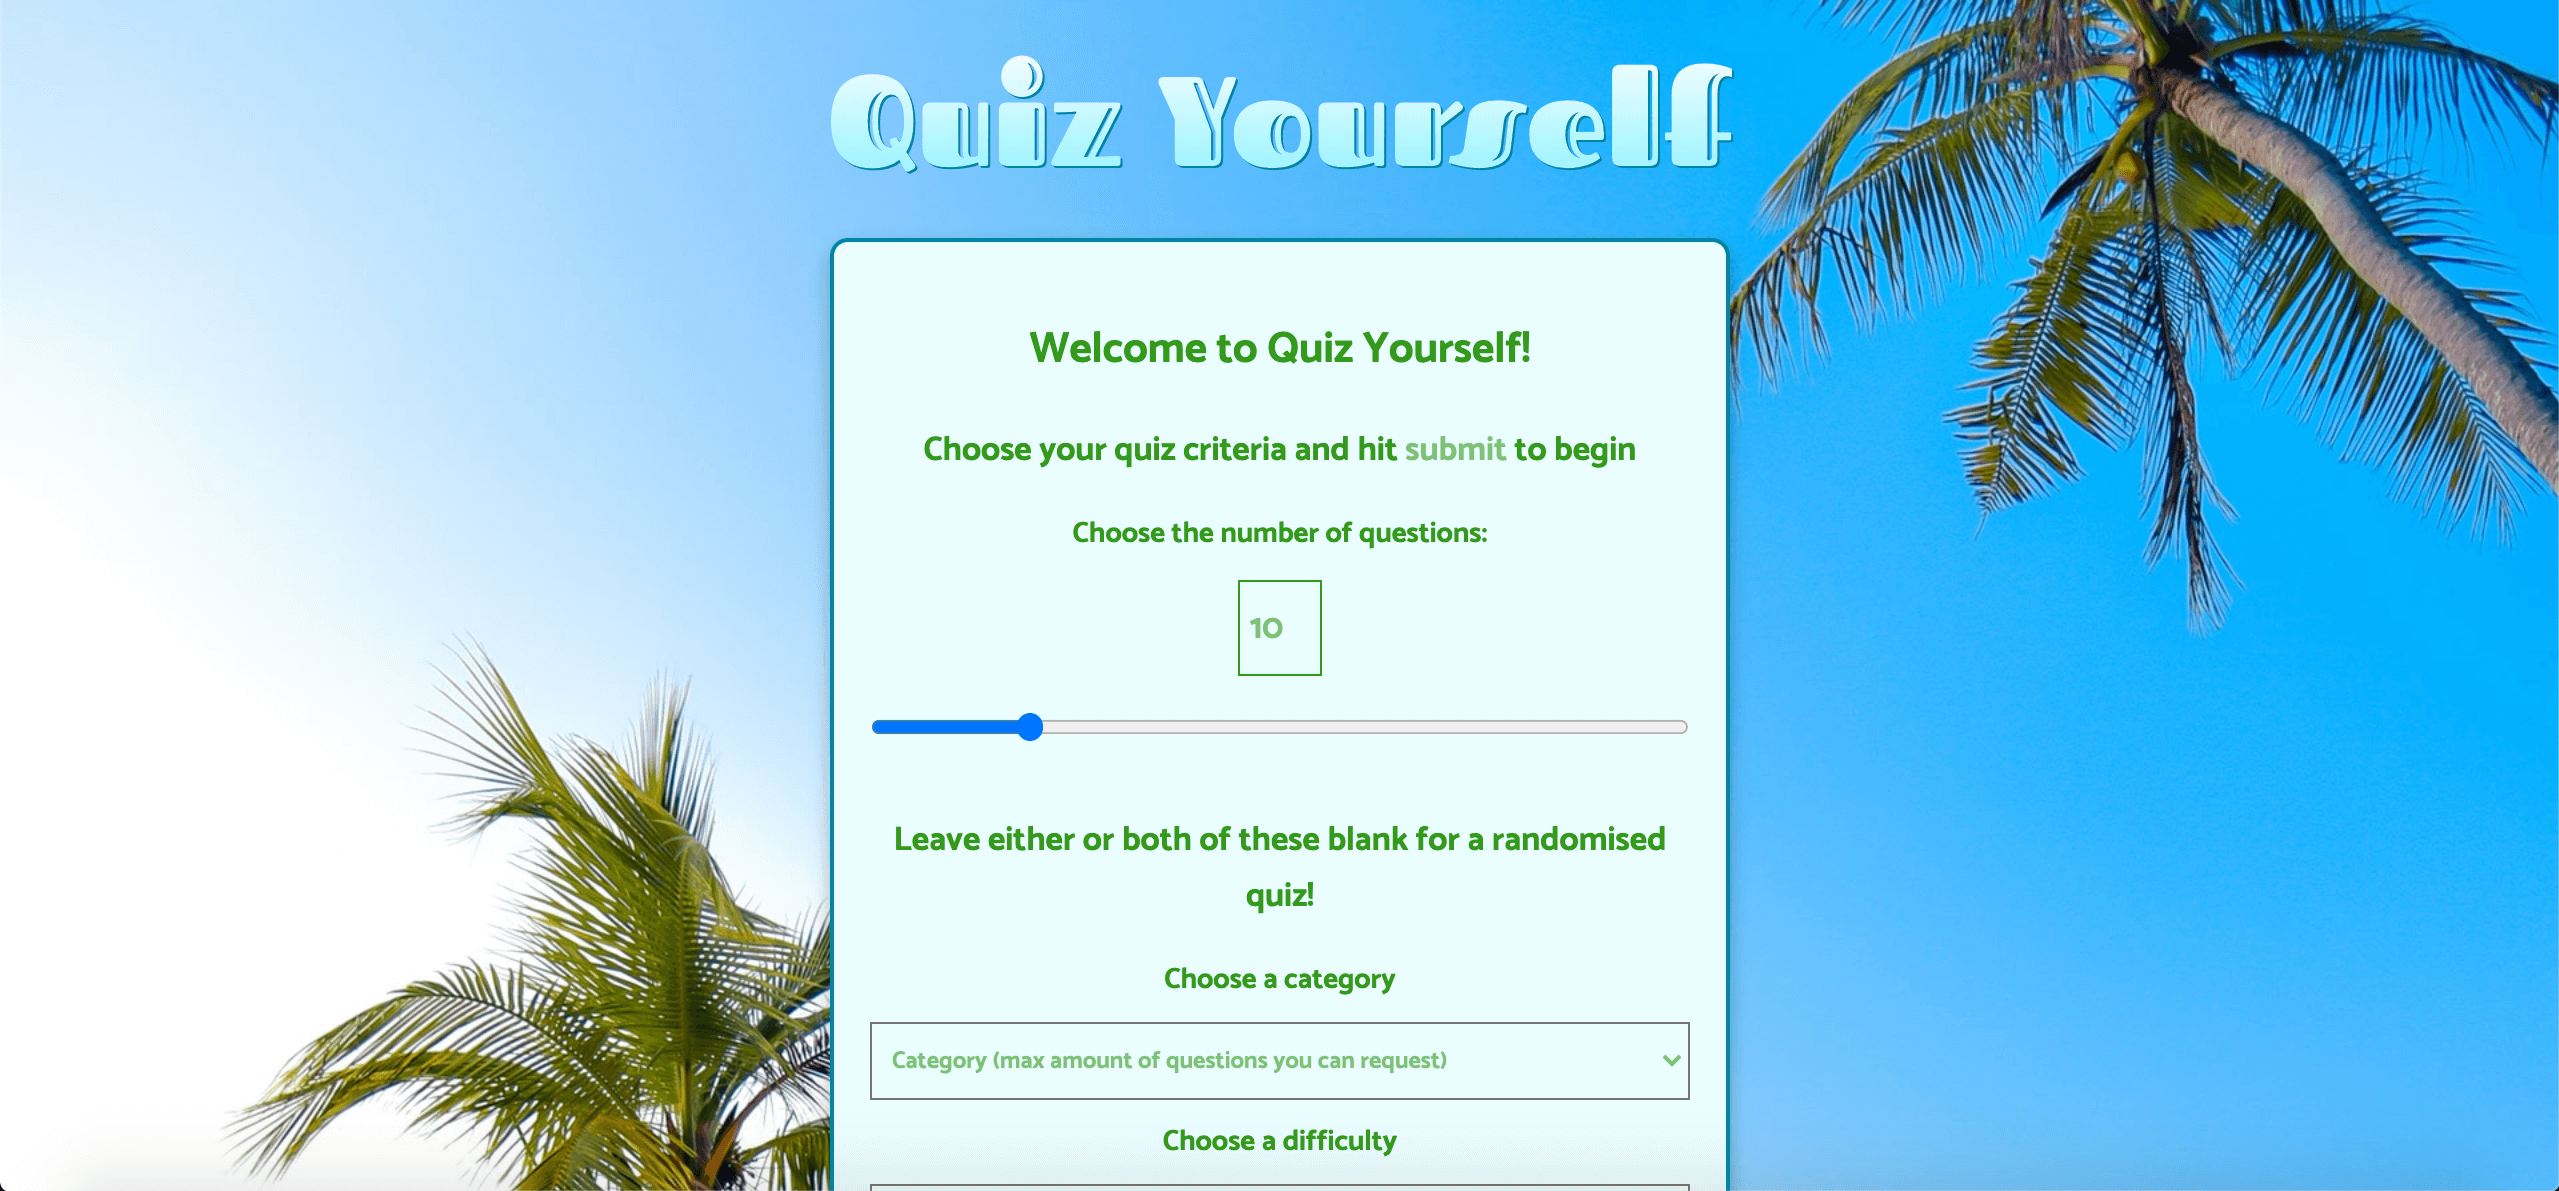 Quiz Yourself
Welcome to Quiz Yourself!
Choose your quiz criteria and hit submit to begin
Choose the number of questions:
10
Leave either or both of these blank for a randomised
quiz!
Choose a category
Category (max amount of questions you can request)
Choose a difficulty